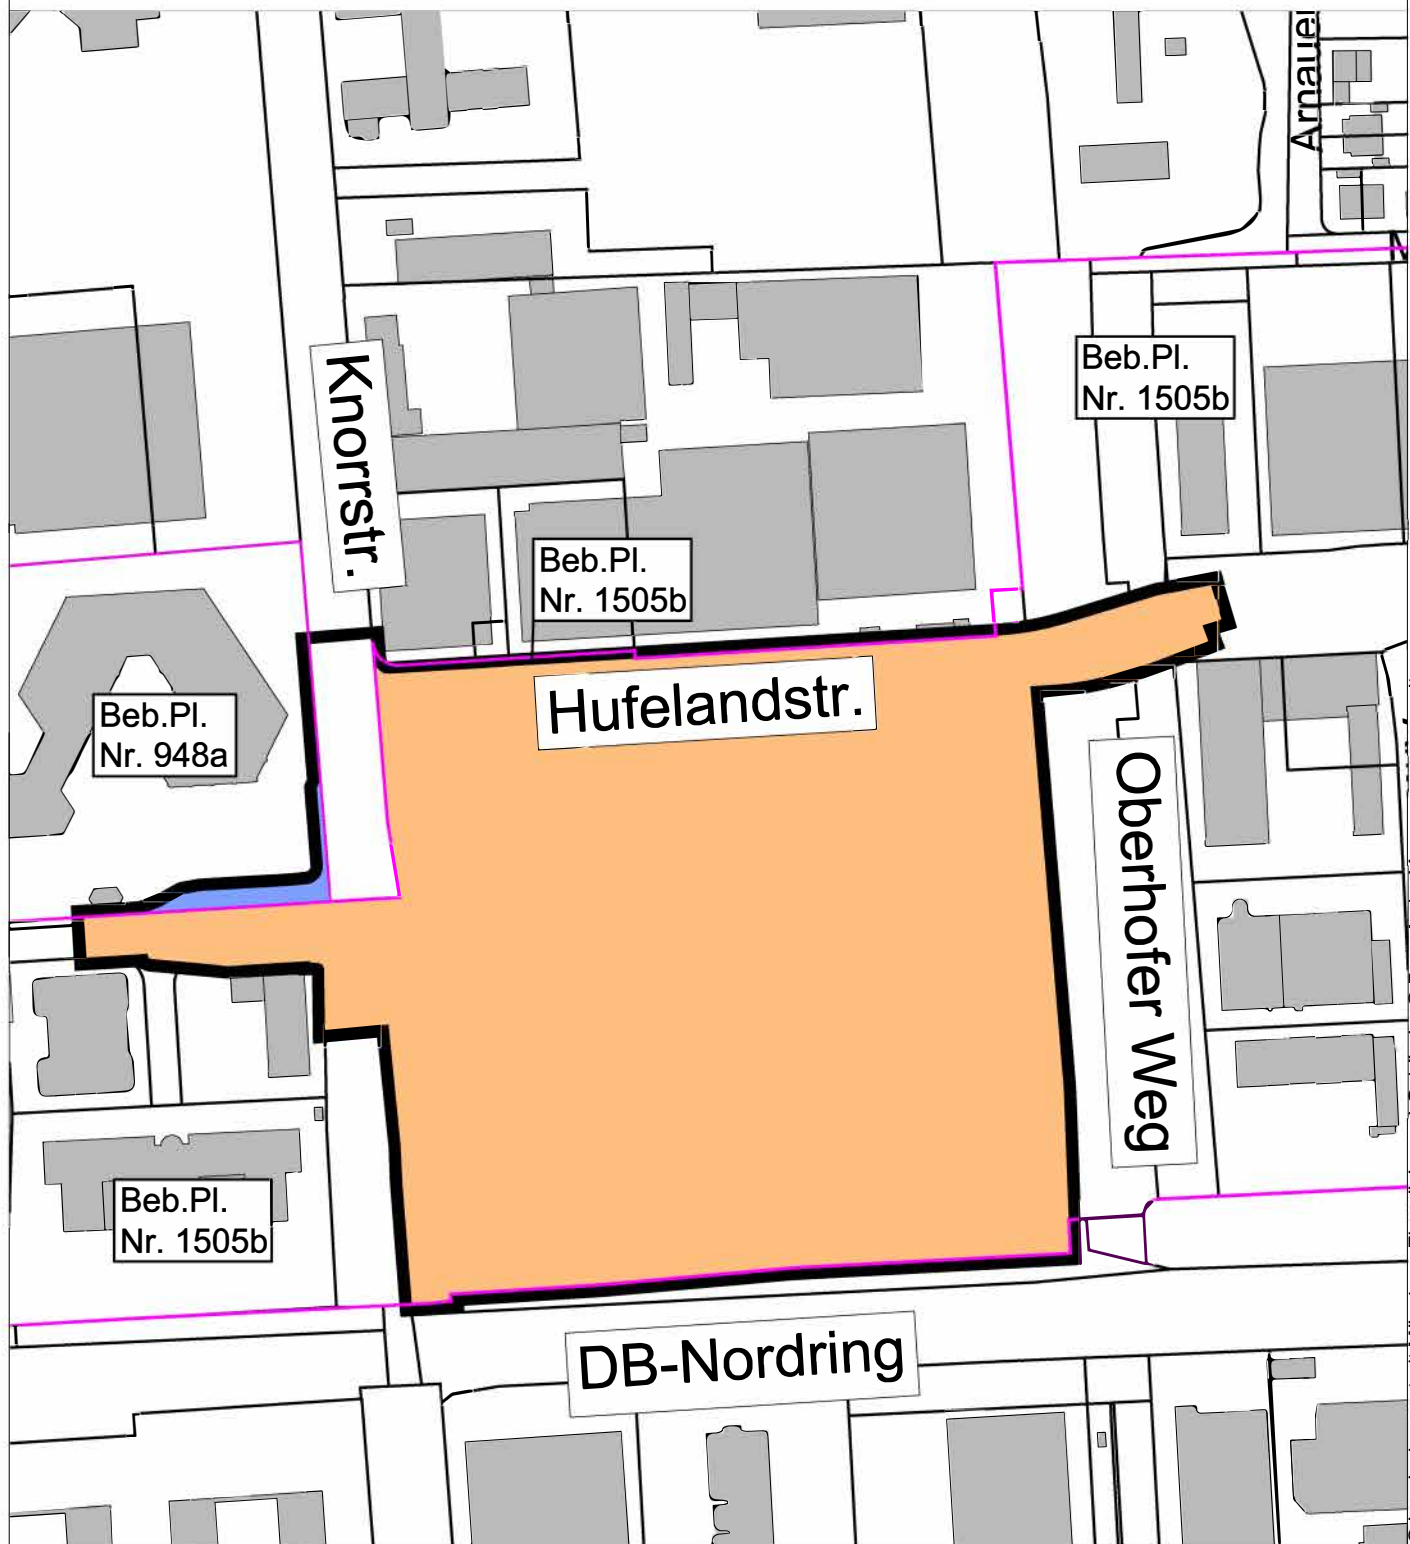 Arnauer
Beb.Pl.
Nr. 1505b
Knorrstr.
Beb.Pl.
Nr. 1505b
Hufelandstr.
Beb.Pl.
Nr. 948a
Oberhofer Weg
Beb.Pl.
Nr. 1505b
DB-Nordring